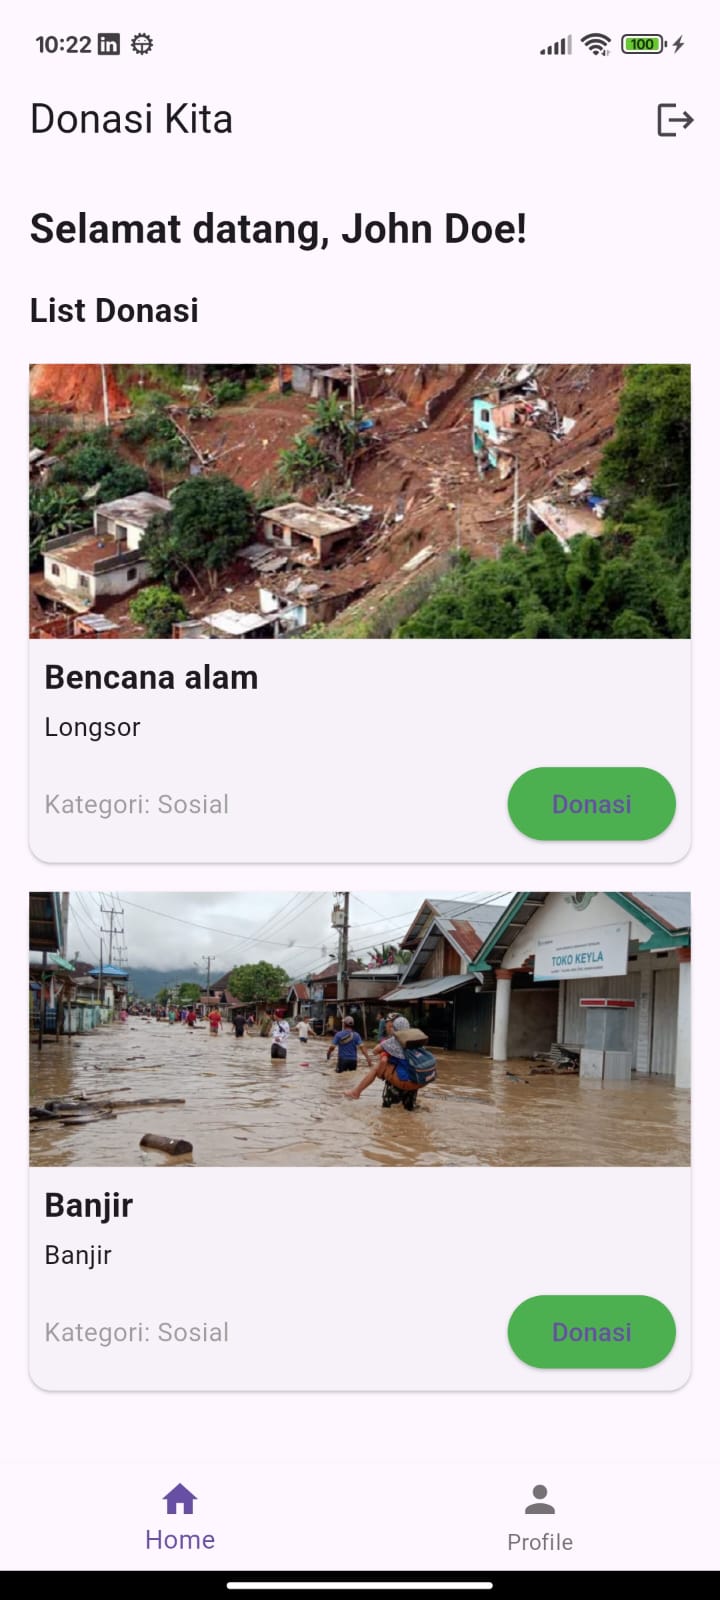 10:22
100
Donasi Kita
Selamat datang, John Doe!
List Donasi
Bencana alam
Longsor
Kategori: Sosial
Donasi
TOKO KEYLA
Banjir
Banjir
Kategori: Sosial
Donasi
Home
Profile